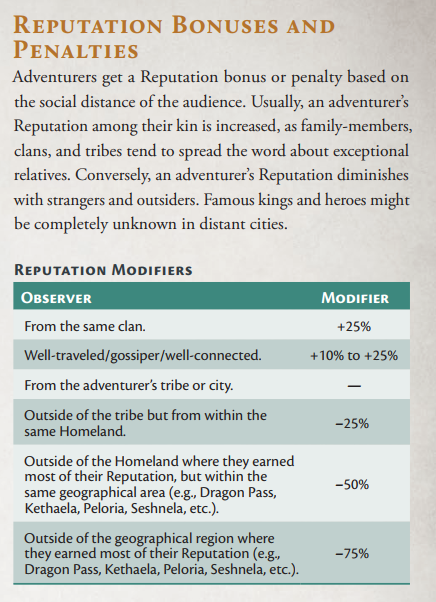 Reputation Bonuses and
Penalties
Adventurers get a Reputation bonus or penalty based on
the social distance of the audience. Usually, an adventurer's
Reputation among their kin is increased, as family-members,
clans, and tribes tend to spread the word about exceptional
relatives. Conversely, an adventurer's Reputation diminishes
with strangers and outsiders. Famous kings and heroes might
be completely unknown in distant cities.
Reputation Modifiers
Observer Modifier
From the same clan. +25%
Well-traveled/gossiper/well-connected. +10% to +25%
From the adventurer's tribe or city. —
Outside of the tribe but from within the
same Homeland. –25%
Outside of the Homeland where they earned
most of their Reputation, but within the
same geographical area (e.g., Dragon Pass,
Kethaela, Peloria, Seshnela, etc.). –50%
Outside of the geographical region where
they earned most of their Reputation (e.g.,
Dragon Pass, Kethaela, Peloria, Seshnela, etc.). –75%